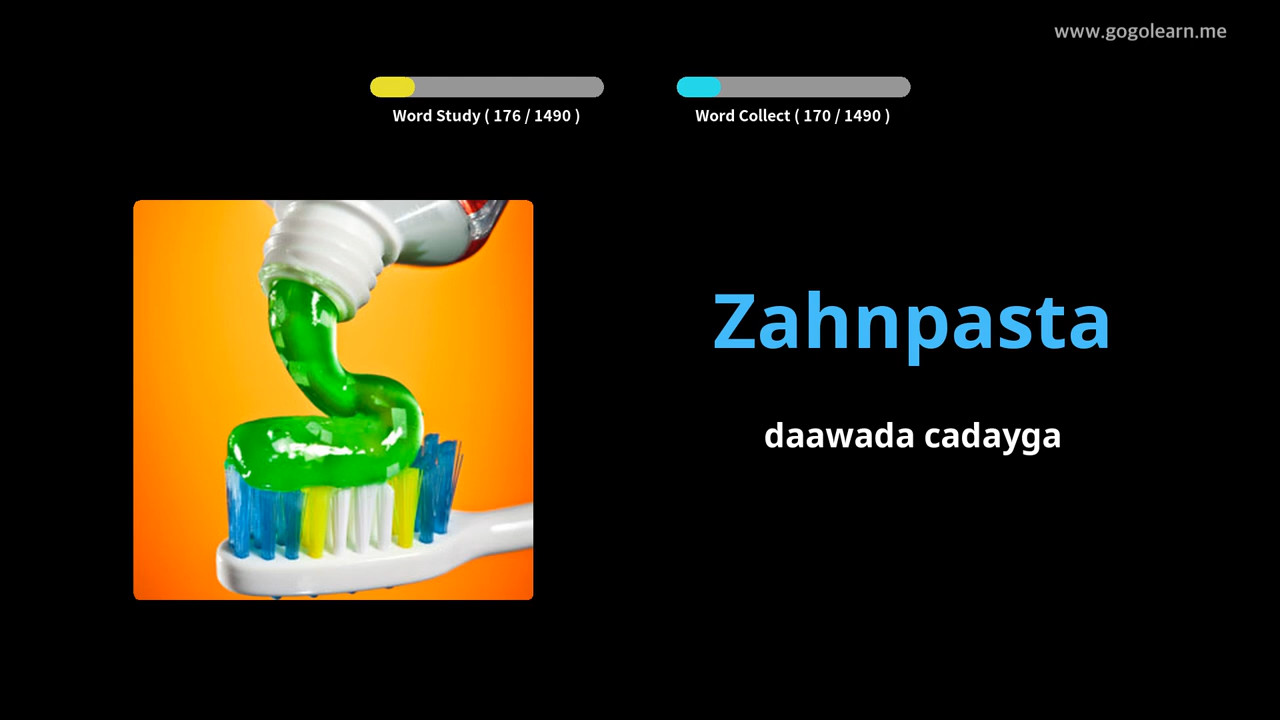 www.gogolearn.me
Word Study ( 176 / 1490 )
Word Collect ( 170 / 1490 )
Zahnpasta
daawada cadayga